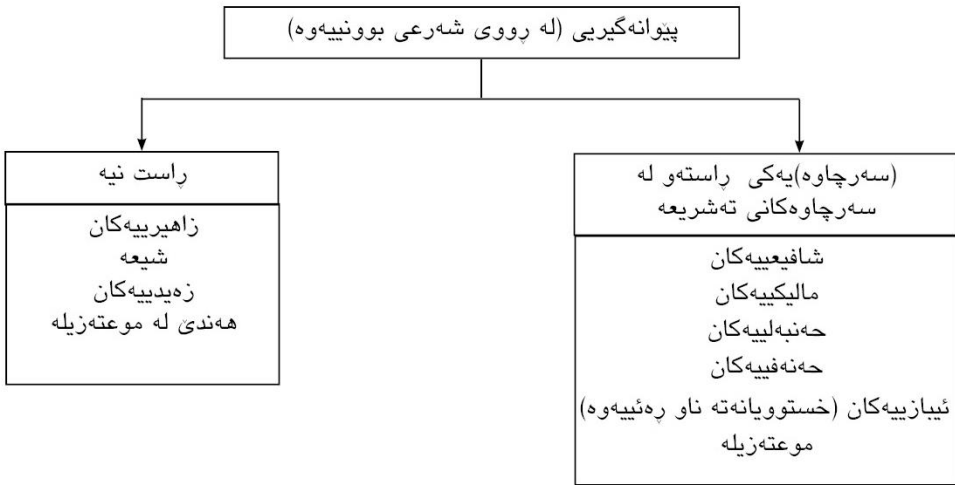 پێوانەگیریی (لە ڕووی شەرعی بوونییەوە)
(سەرچاوە)یەکی ڕاستەو لە
سەرچاوەکانی تەشریعە
شافیعییەکان
مالیکییەکان
حەنبەلییەکان
حەنەفییەکان
ئیبازییەکان (خستوویانەتە ناو ڕەئییەوە)
موعتەزیلە
ڕاست نیە
زاهیرییەکان
شیعە
زەیدییەکان
هەندێ لە موعتەزیلە